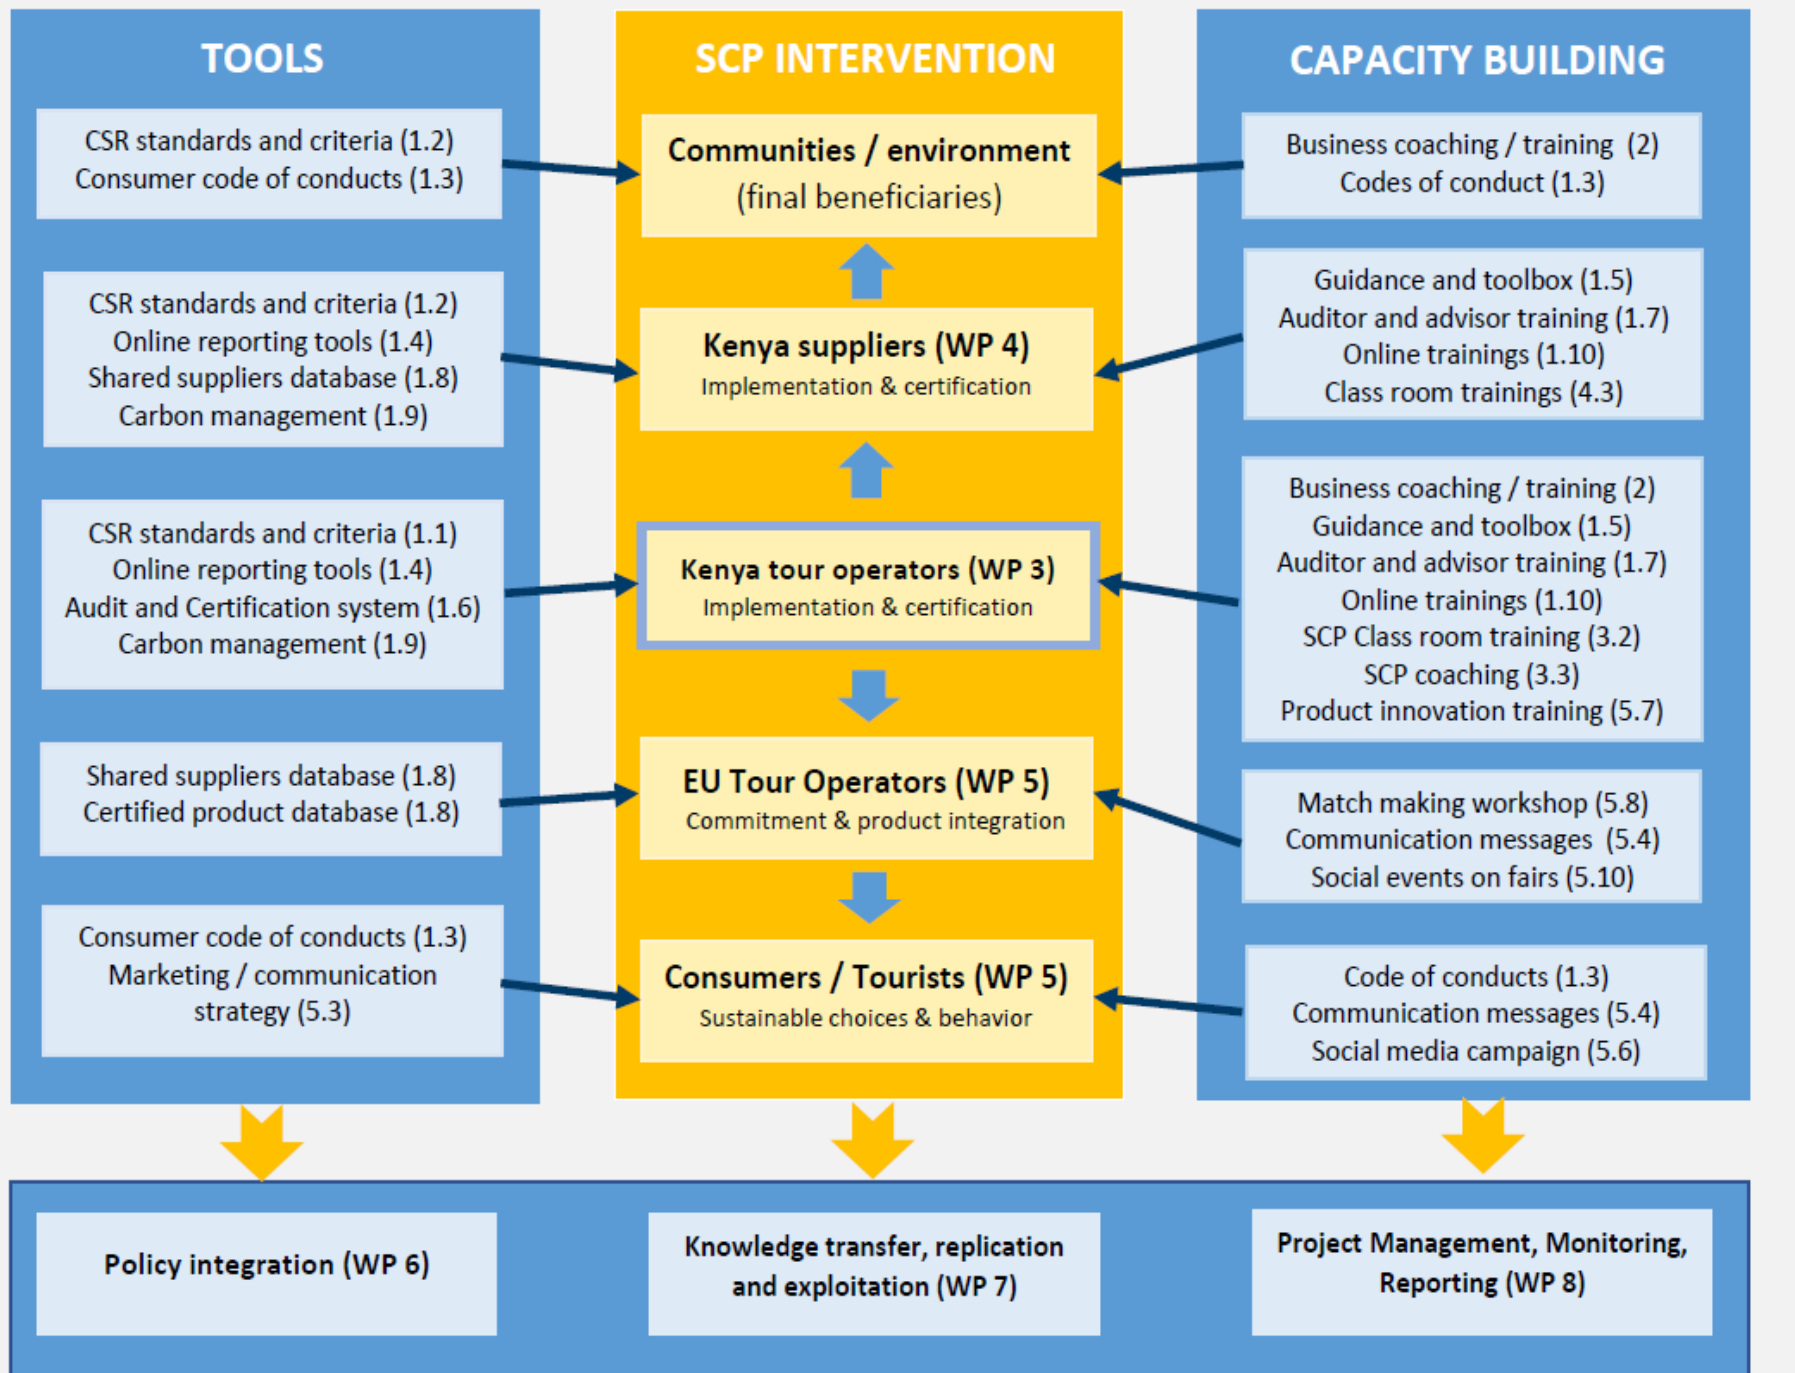 TOOLS
CSR standards and criteria (1.2)
Consumer code of conducts (1.3)
CSR standards and criteria (1.2)
Online reporting tools (1.4)
Shared suppliers database (1.8)
Carbon management (1.9)
CSR standards and criteria (1.1)
Online reporting tools (1.4)
Audit and Certification system (1.6)
Carbon management (1.9)
Shared suppliers database (1.8)
Certified product database (1.8)
Consumer code of conducts (1.3)
Marketing / communication
strategy (5.3)
SCP INTERVENTION
Communities / environment
(final beneficiaries)
Kenya suppliers (WP 4)
Implementation & certification
Kenya tour operators (WP 3)
Implementation & certification
EU Tour Operators (WP 5)
Commitment & product integration
Consumers / Tourists (WP 5)
Sustainable choices & behavior
CAPACITY BUILDING
Business coaching / training (2)
Codes of conduct (1.3)
Guidance and toolbox (1.5)
Auditor and advisor training (1.7)
Online trainings (1.10)
Class room trainings (4.3)
Business coaching / training (2)
Guidance and toolbox (1.5)
Auditor and advisor training (1.7)
Online trainings (1.10)
SCP Class room training (3.2)
SCP coaching (3.3)
Product innovation training (5.7)
Match making workshop (5.8)
Communication messages (5.4)
Social events on fairs (5.10)
Code of conducts (1.3)
Communication messages (5.4)
Social media campaign (5.6)
Policy integration (WP 6)
Knowledge transfer, replication
and exploitation (WP 7)
Project Management, Monitoring,
Reporting (WP 8)